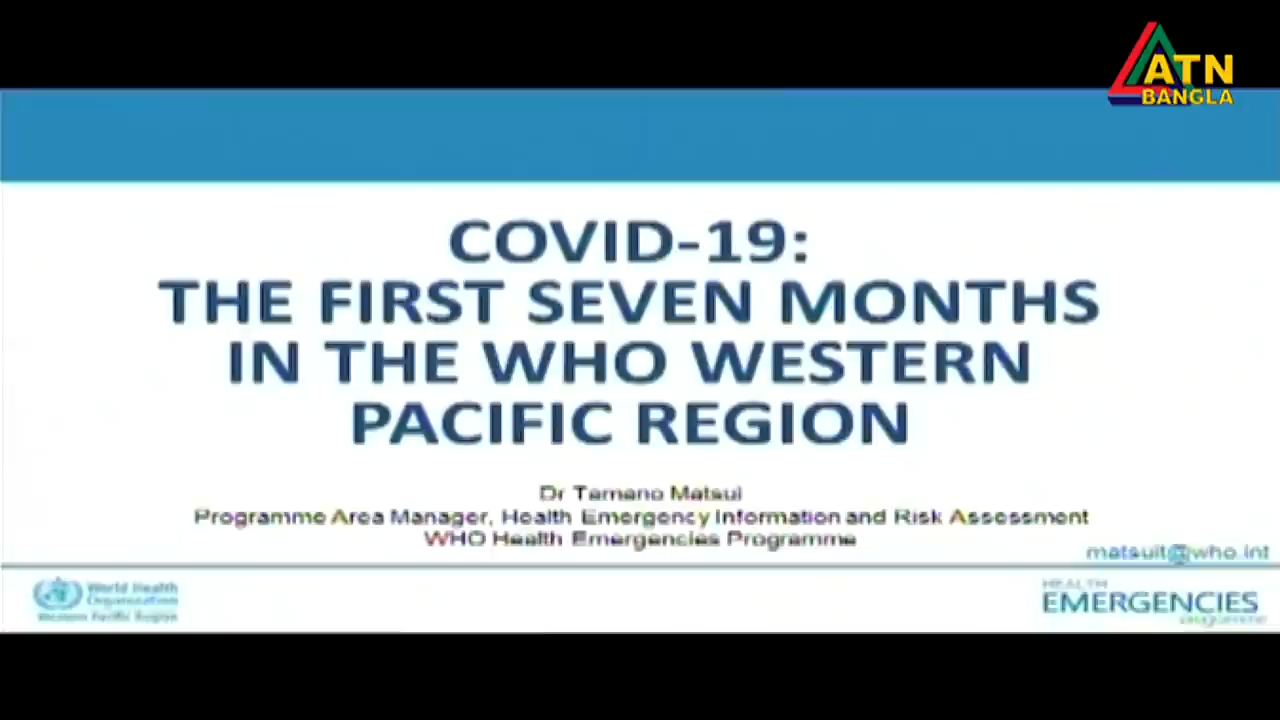 ATN
BANGLA
COVID-19:
THE FIRST SEVEN MONTHS
IN THE WHO WESTERN
PACIFIC REGION
Dr Tamano Matsui
Programme Area Manager, Health Emergency Information and Risk Assessment
WHO Health Emergencies Programme
matsuit@who.int
World Health
Organization
Western Pacific Region
HEALTH
EMERGENCIES
programme